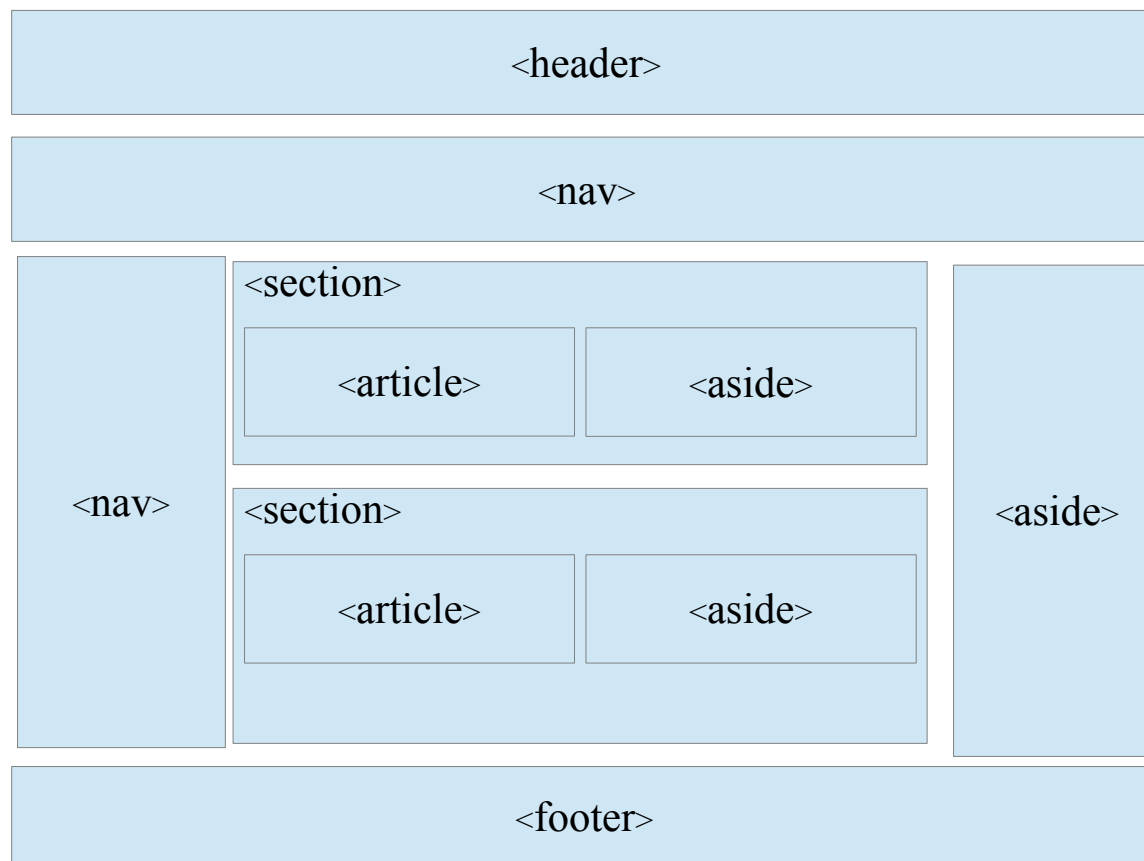 <header>
<nav>
<section>
<article> <aside>
<nav>
<section>
<article> <aside>
<aside>
<footer>